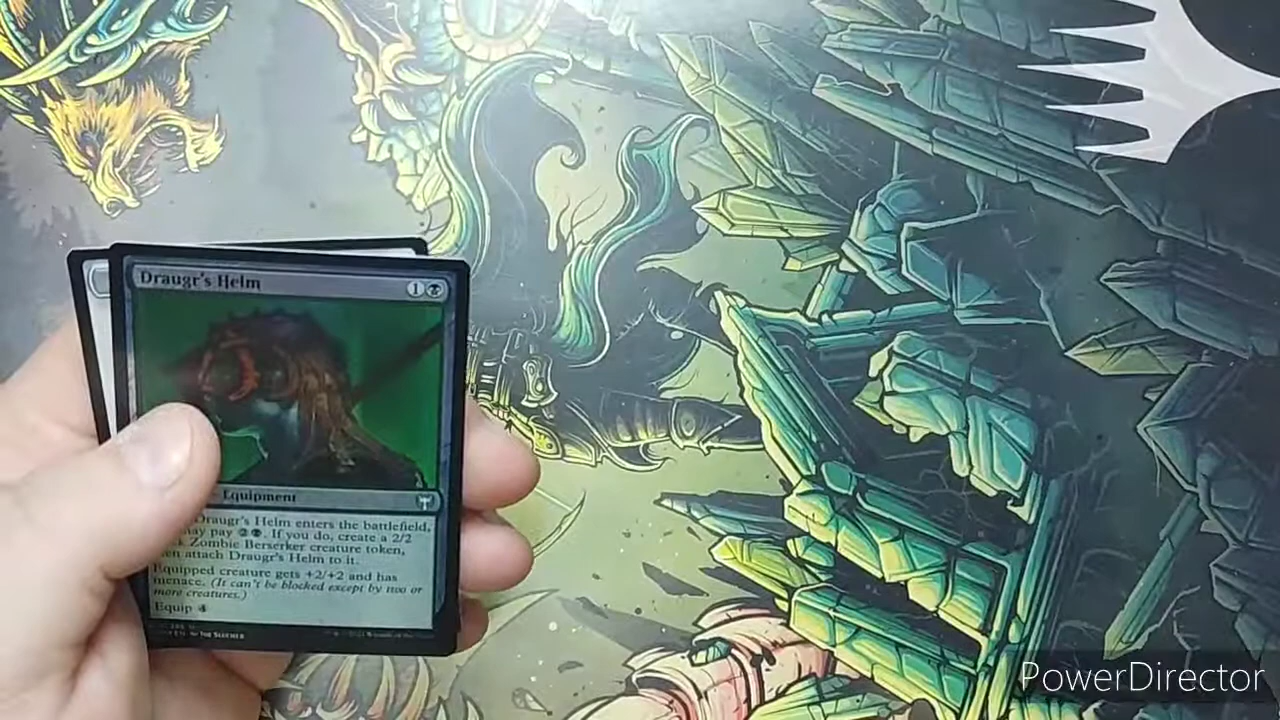 Draugr's Helm
1
Equipment
Draugr's Helm enters the battlefield,
may pay 2 . If you do, create a 2/2
Zombie Berserker creature token,
then attach Draugr's Helm to it.
Equipped creature gets +2/+2 and has
menace. (It can't be blocked except by two or
more creatures.)
Equip 4
PowerDirector